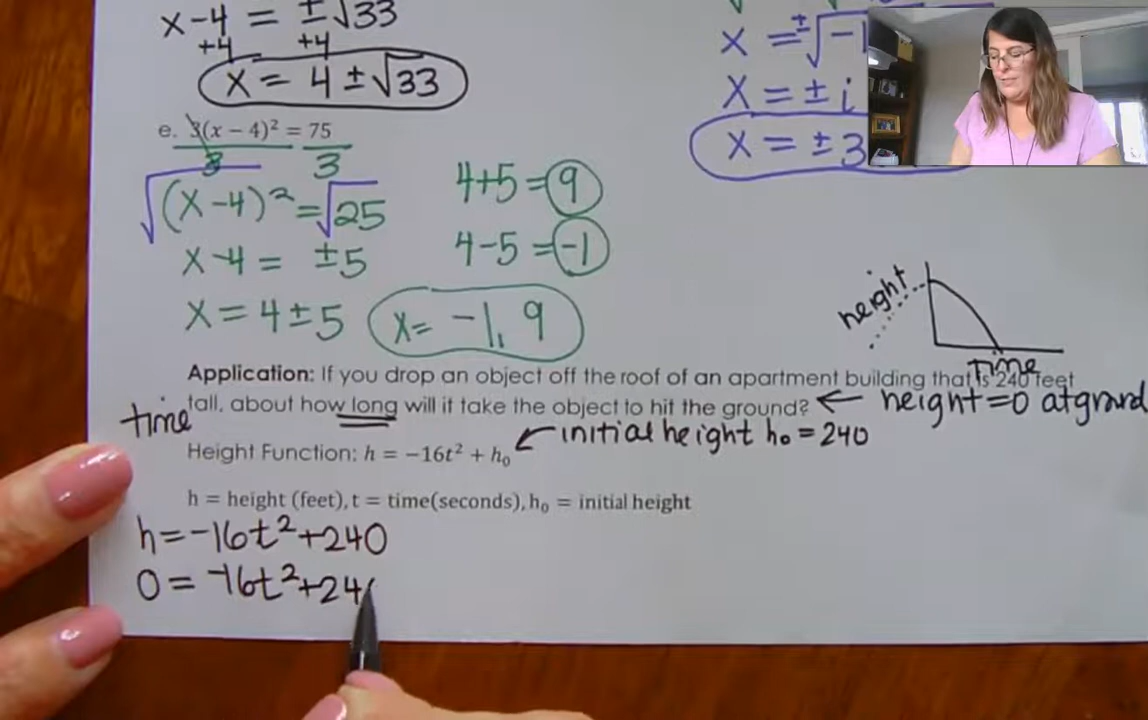 x-4 = ±√33
+4 +4
x = 4 ±√33
x = ±√-1
x = ± i
x = ± 3
e. 3(x − 4)² = 75
3 3
√(x-4)² = √25
4+5 = 9
4-5 = -1
x-4 = ±5
x = 4±5
x = -1, 9
height
time
Application: If you drop an object off the roof of an apartment building that is 240 feet
tall, about how long will it take the object to hit the ground? ← height=0 at ground
time
← initial height h₀ = 240
Height Function: h = −16t² + h₀
h = height (feet), t = time(seconds), h₀ = initial height
h = -16t² + 240
0 = -16t² + 24